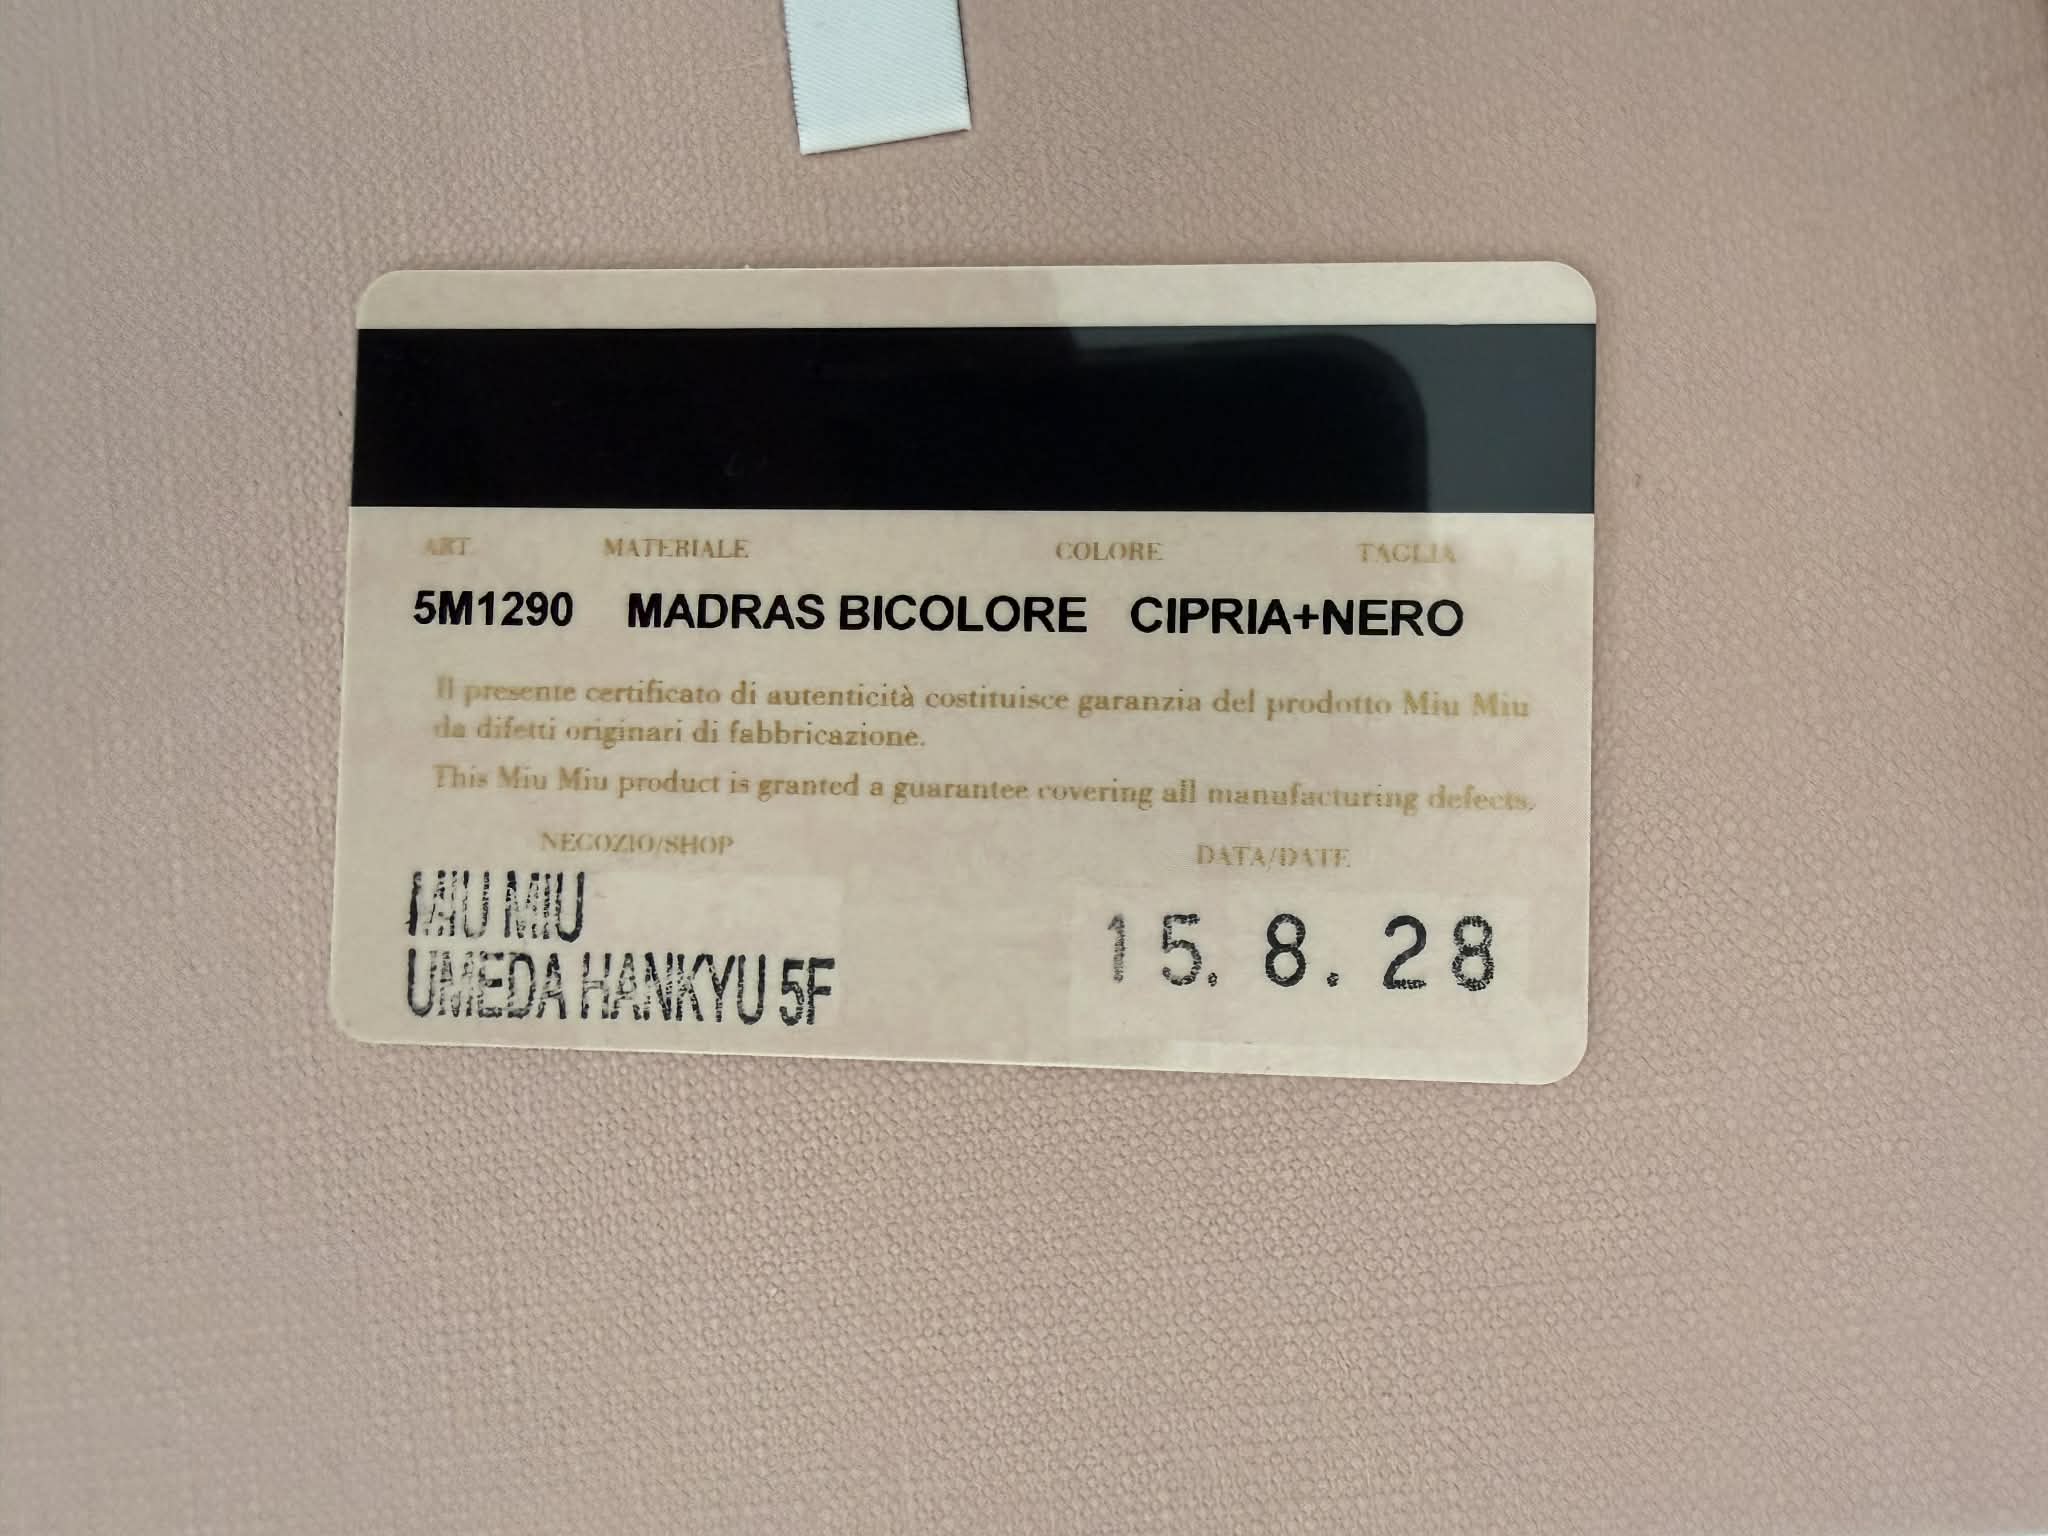 ART. MATERIALE COLORE TAGLIA
5M1290 MADRAS BICOLORE CIPRIA+NERO
Il presente certificato di autenticità costituisce garanzia del prodotto Miu Miu
da difetti originari di fabbricazione.
This Miu Miu product is granted a guarantee covering all manufacturing defects.
NEGOZIO/SHOP DATA/DATE
MIU MIU
UMEDA HANKYU 5F
15. 8. 28